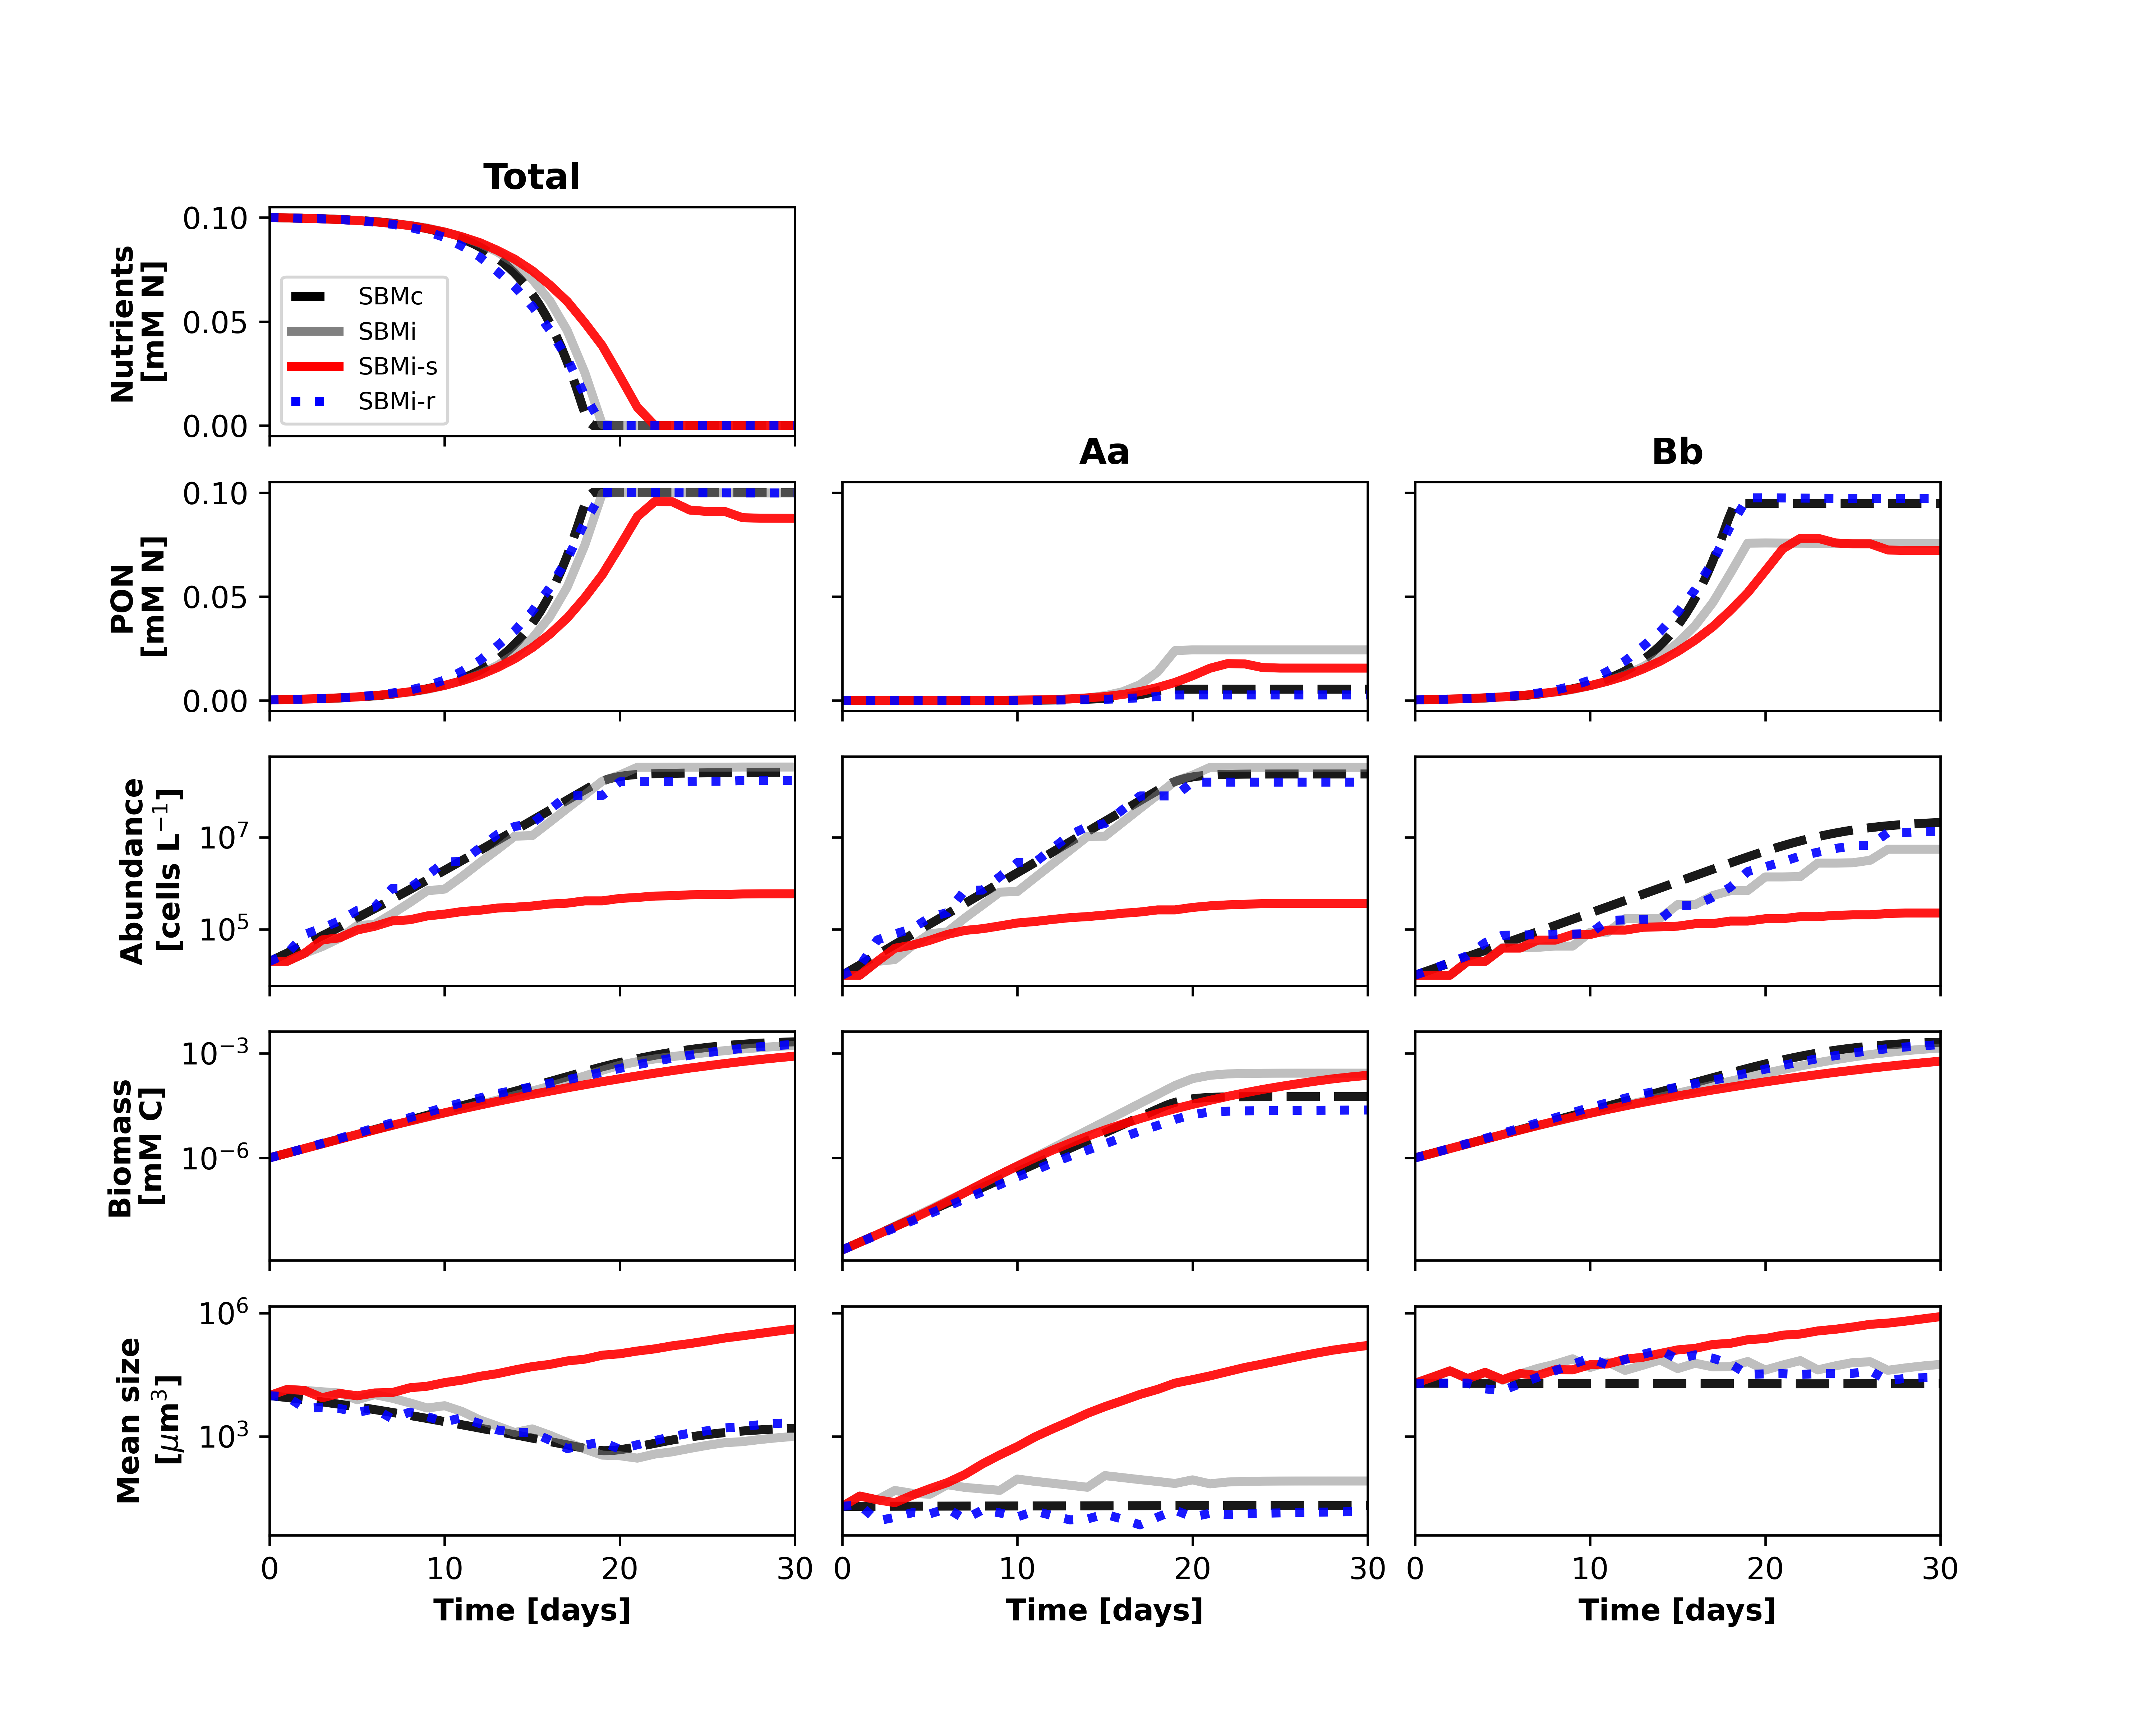 Total
Nutrients
[mM N]
0.10
0.05
0.00
SBMc
SBMi
SBMi-s
SBMi-r
Aa
Bb
PON
[mM N]
0.10
0.05
0.00
Abundance
[cells L⁻¹]
10⁷
10⁵
Biomass
[mM C]
10⁻³
10⁻⁶
Mean size
[μm³]
10⁶
10³
0 10 20 30 0 10 20 30 0 10 20 30
Time [days] Time [days] Time [days]